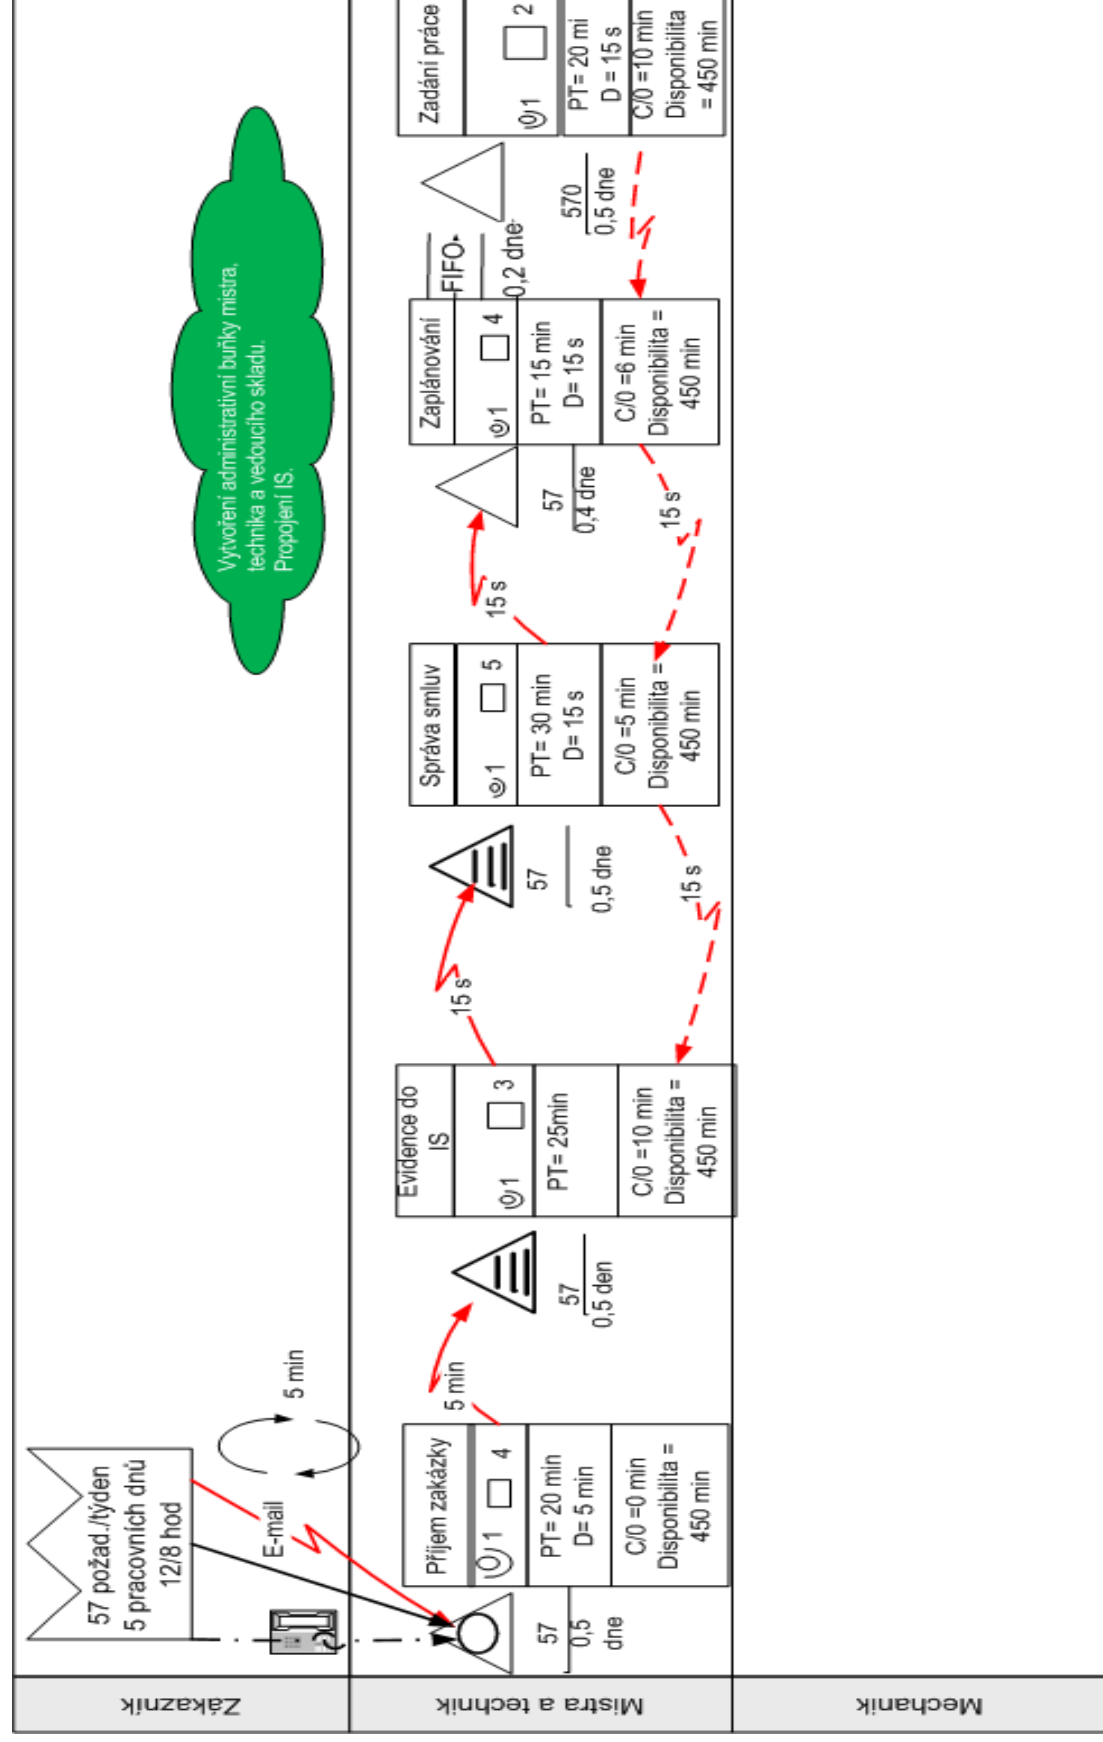 Zákazník
57 požad./týden
5 pracovních dnů
12/8 hod
E-mail
5 min
Vytvoření administrativní buňky mistra,
technika a vedoucího skladu.
Propojení IS.
Mistra a technik
57
0,5
dne
Příjem zakázky
1
4
PT= 20 min
D= 5 min
C/0 =0 min
Disponibilita =
450 min
5 min
57
0,5 den
Evidence do
IS
1
3
PT= 25min
C/0 =10 min
Disponibilita =
450 min
15 s
57
0,5 dne
15 s
Správa smluv
1
5
PT= 30 min
D= 15 s
C/0 =5 min
Disponibilita =
450 min
15 s
57
0,4 dne
15 s
Zaplánování
1
4
PT= 15 min
D= 15 s
C/0 =6 min
Disponibilita =
450 min
FIFO
0,2 dne
570
0,5 dne
Zadání práce
1
2
PT= 20 mi
D = 15 s
C/0 =10 min
Disponibilita
= 450 min
Mechanik